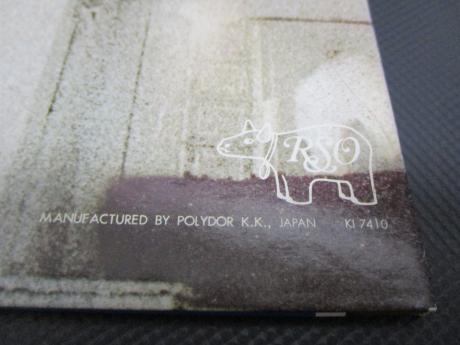 RSO
MANUFACTURED BY POLYDOR K.K., JAPAN KI 7410